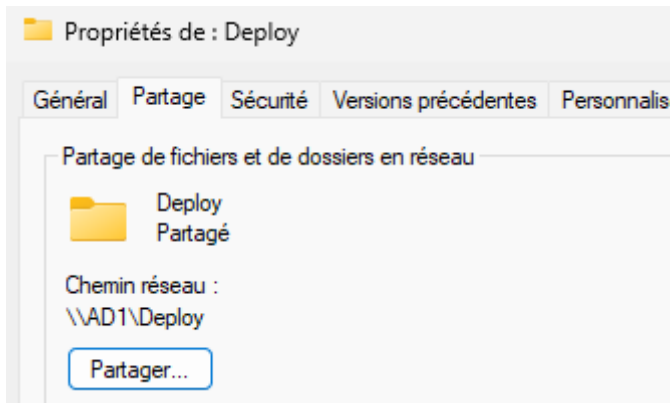 Propriétés de : Deploy
Général Partage Sécurité Versions précédentes Personnalis
Partage de fichiers et de dossiers en réseau
Deploy
Partagé
Chemin réseau :
\\AD1\Deploy
Partager...